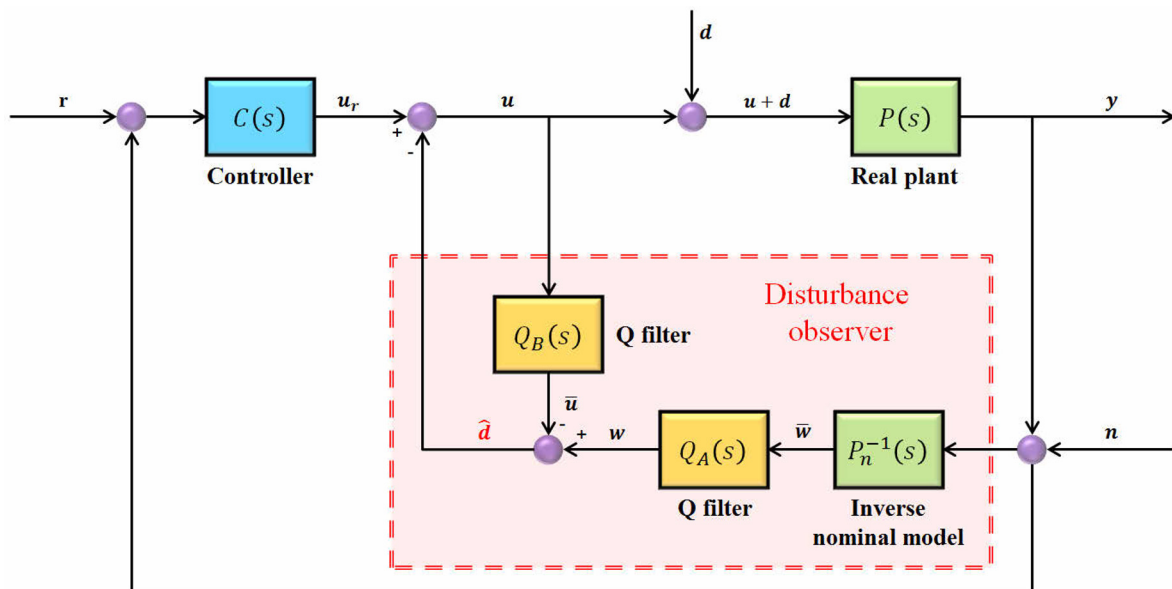 d
r
C(s)
u_r
+
-
u
u + d
P(s)
y
Controller
Real plant
Disturbance
observer
Q_B(s)
Q filter
ū
-
+
d̂
w
Q_A(s)
w̄
P_n^{-1}(s)
n
Q filter
Inverse
nominal model